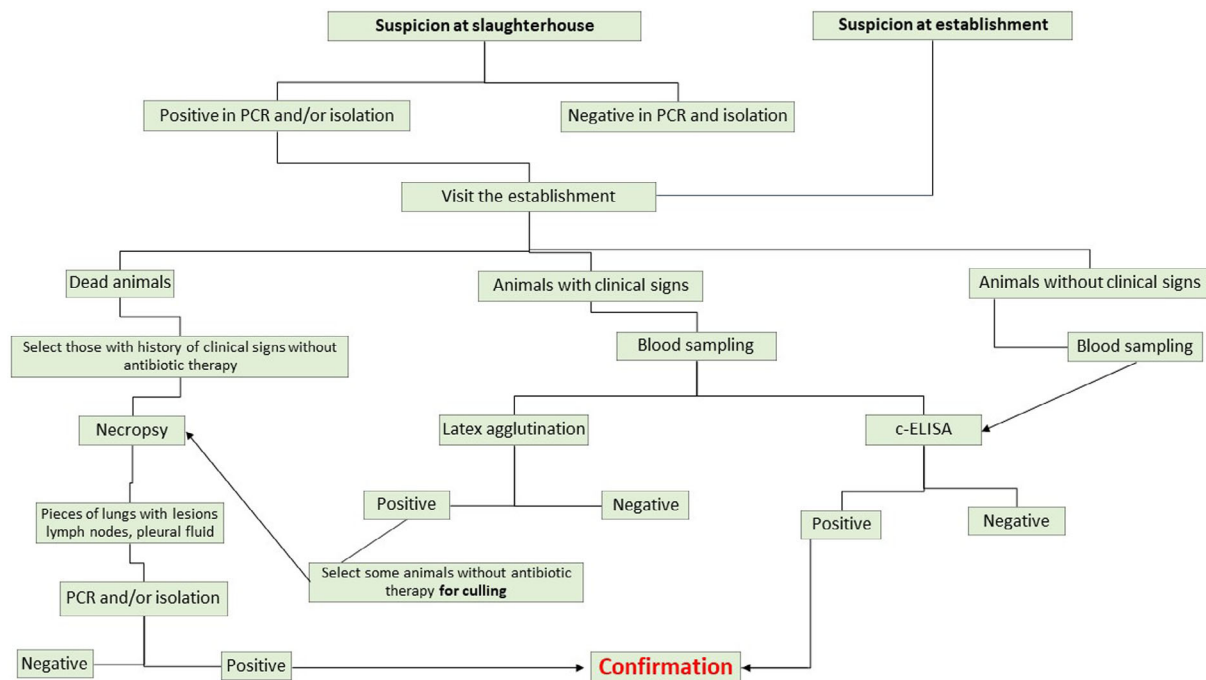 Suspicion at slaughterhouse
Suspicion at establishment
Positive in PCR and/or isolation
Negative in PCR and isolation
Visit the establishment
Dead animals
Animals with clinical signs
Animals without clinical signs
Select those with history of clinical signs without
antibiotic therapy
Blood sampling
Blood sampling
Necropsy
Latex agglutination
c-ELISA
Pieces of lungs with lesions
lymph nodes, pleural fluid
Positive
Negative
Positive
Negative
Select some animals without antibiotic
therapy for culling
PCR and/or isolation
Negative
Positive
Confirmation